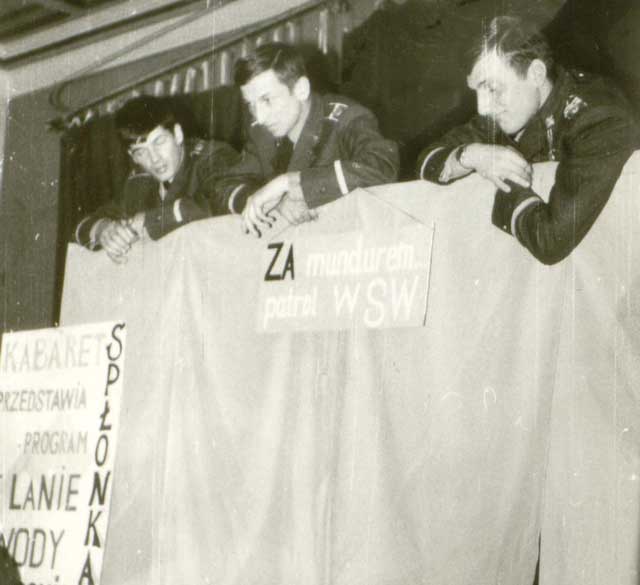 ZA mundurem...
patrol WSW
KABARET
SPŁONKA
PRZEDSTAWIA
-PROGRAM
LANIE
WODY